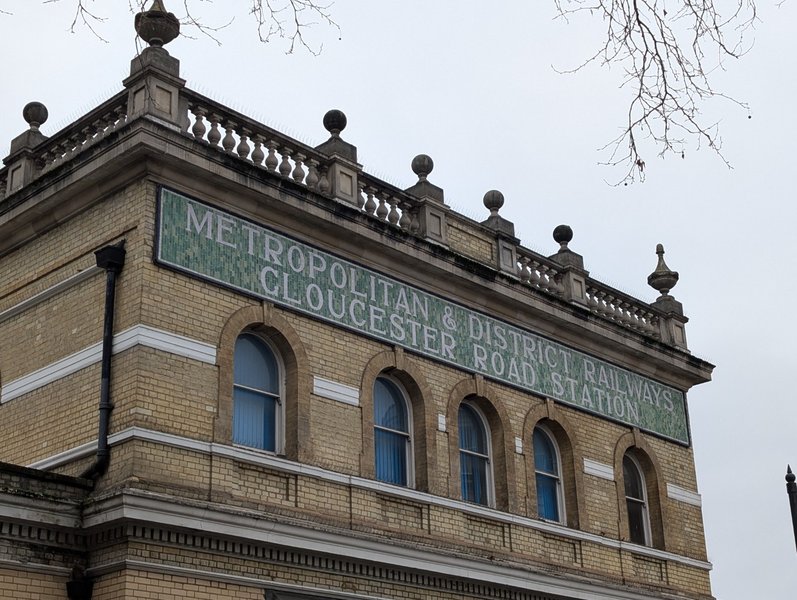 METROPOLITAN & DISTRICT RAILWAYS
GLOUCESTER ROAD STATION